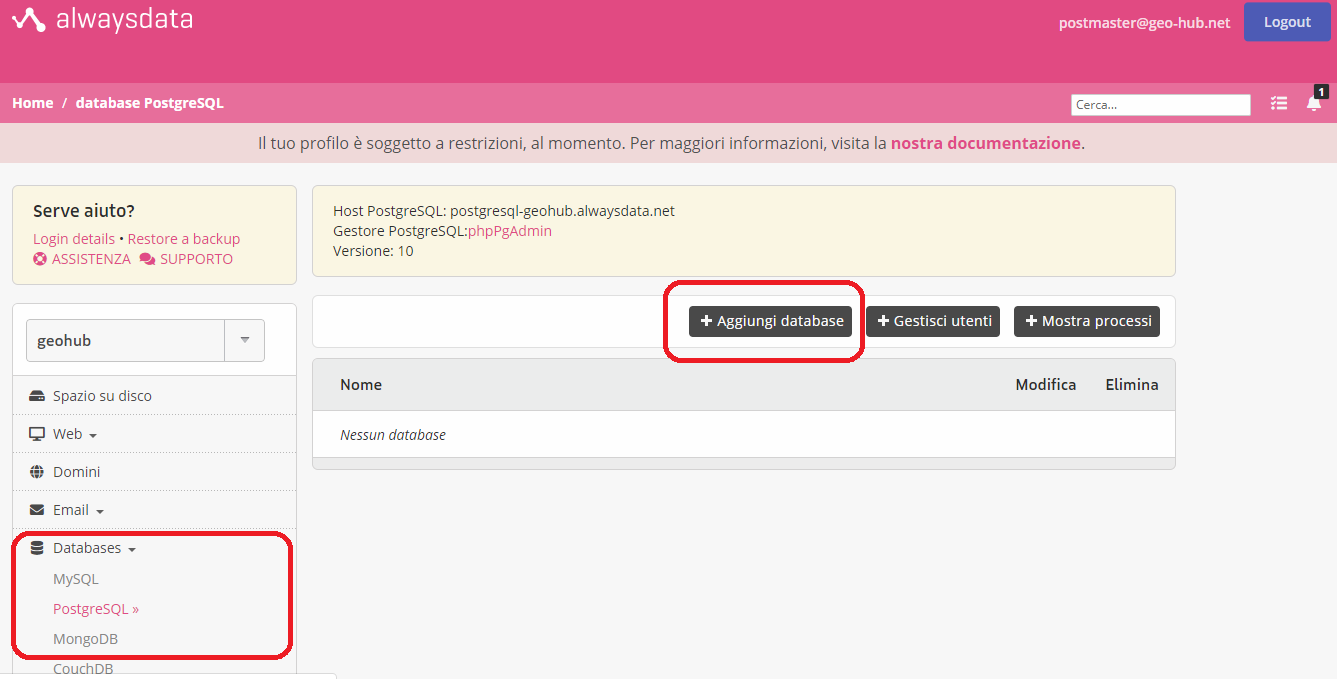 alwaysdata
postmaster@geo-hub.net
Logout
Home / database PostgreSQL
Cerca...
1
Il tuo profilo è soggetto a restrizioni, al momento. Per maggiori informazioni, visita la nostra documentazione.
Serve aiuto?
Login details • Restore a backup
ASSISTENZA SUPPORTO
Host PostgreSQL: postgresql-geohub.alwaysdata.net
Gestore PostgreSQL:phpPgAdmin
Versione: 10
+ Aggiungi database
+ Gestisci utenti
+ Mostra processi
Nome Modifica Elimina
Nessun database
geohub
Spazio su disco
Web
Domini
Email
Databases
MySQL
PostgreSQL »
MongoDB
CouchDB